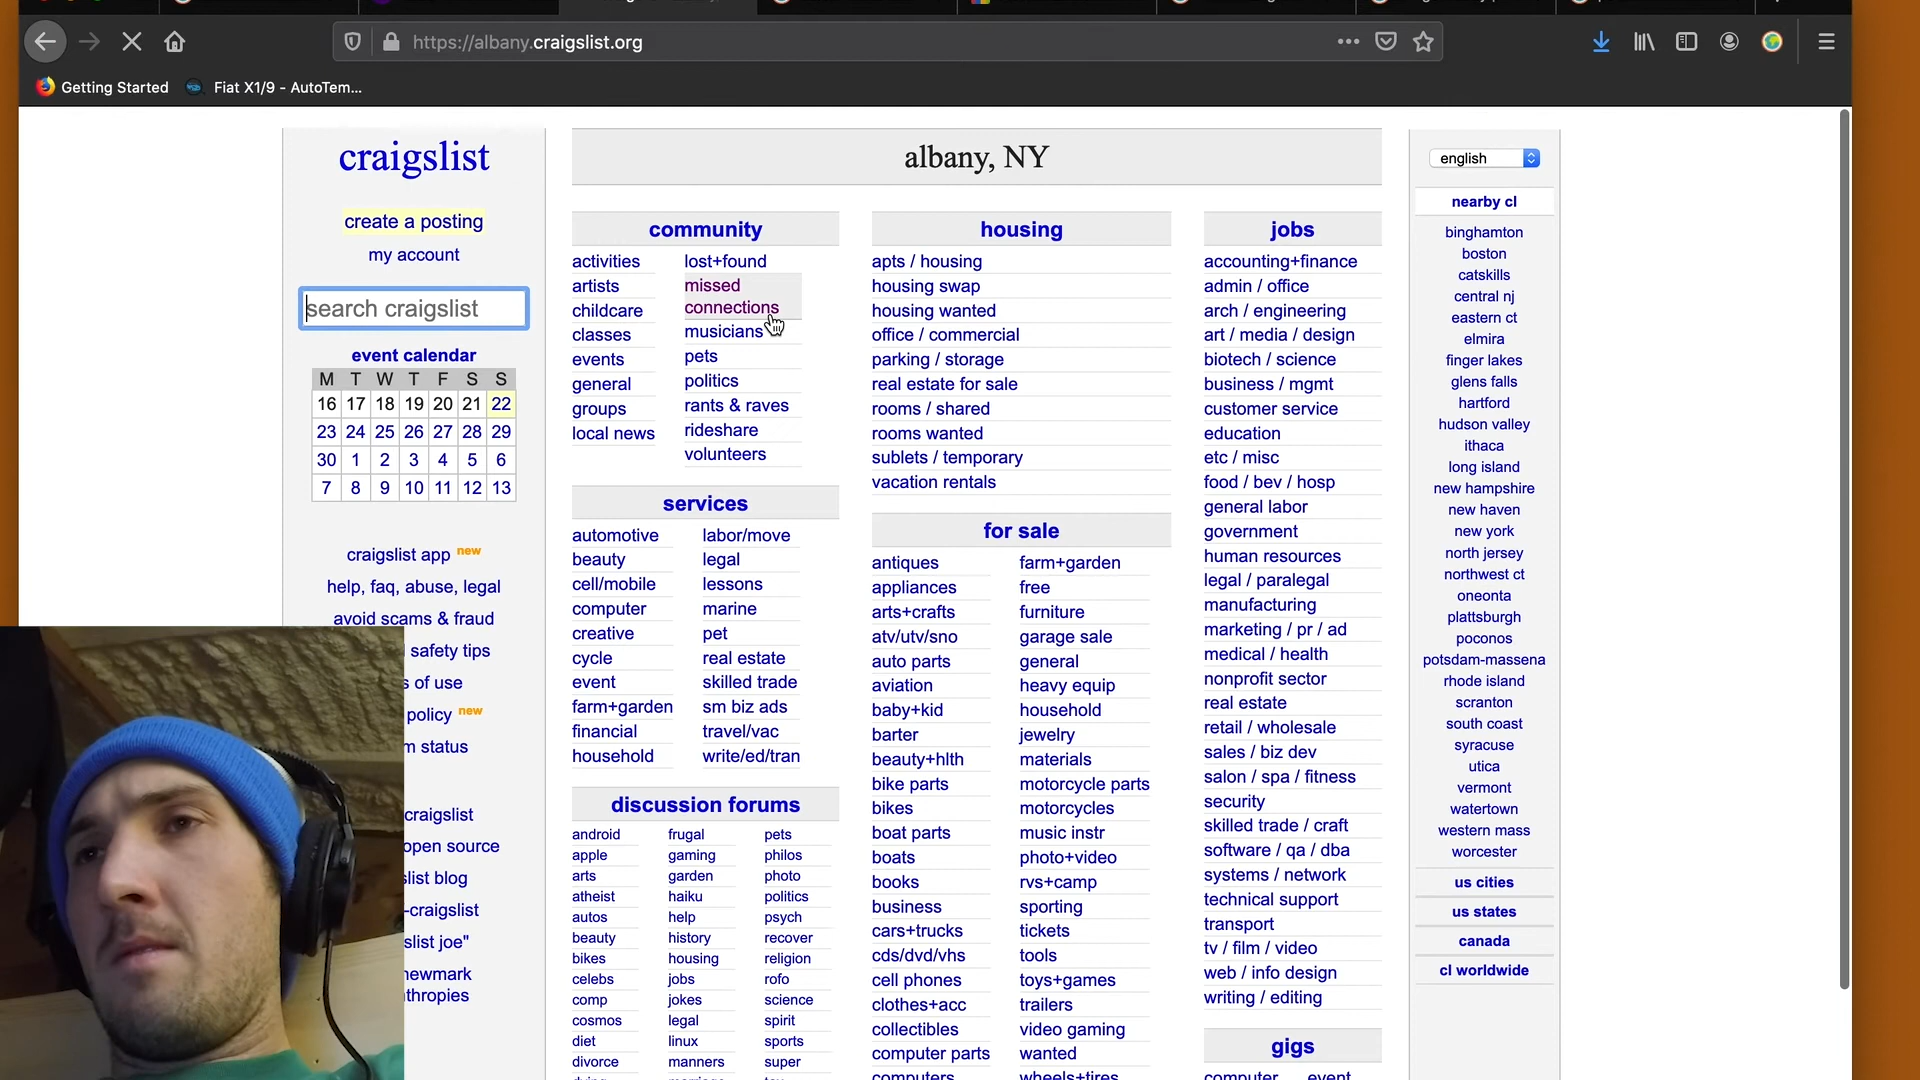 https://albany.craigslist.org
Getting Started
Fiat X1/9 - AutoTem...
craigslist
create a posting
my account
search craigslist
event calendar
M T W T F S S
16 17 18 19 20 21 22
23 24 25 26 27 28 29
30 1 2 3 4 5 6
7 8 9 10 11 12 13
craigslist app new
help, faq, abuse, legal
avoid scams & fraud
safety tips
s of use
policy new
m status
craigslist
open source
slist blog
-craigslist
slist joe"
newmark
thropies
albany, NY
community
activities
artists
childcare
classes
events
general
groups
local news
lost+found
missed
connections
musicians
pets
politics
rants & raves
rideshare
volunteers
services
automotive
beauty
cell/mobile
computer
creative
cycle
event
farm+garden
financial
household
labor/move
legal
lessons
marine
pet
real estate
skilled trade
sm biz ads
travel/vac
write/ed/tran
discussion forums
android
apple
arts
atheist
autos
beauty
bikes
celebs
comp
cosmos
diet
divorce
frugal
gaming
garden
haiku
help
history
housing
jobs
jokes
legal
linux
manners
pets
philos
photo
politics
psych
recover
religion
rofo
science
spirit
sports
super
housing
apts / housing
housing swap
housing wanted
office / commercial
parking / storage
real estate for sale
rooms / shared
rooms wanted
sublets / temporary
vacation rentals
for sale
antiques
appliances
arts+crafts
atv/utv/sno
auto parts
aviation
baby+kid
barter
beauty+hlth
bike parts
bikes
boat parts
boats
books
business
cars+trucks
cds/dvd/vhs
cell phones
clothes+acc
collectibles
computer parts
computers
farm+garden
free
furniture
garage sale
general
heavy equip
household
jewelry
materials
motorcycle parts
motorcycles
music instr
photo+video
rvs+camp
sporting
tickets
tools
toys+games
trailers
video gaming
wanted
wheels+tires
jobs
accounting+finance
admin / office
arch / engineering
art / media / design
biotech / science
business / mgmt
customer service
education
etc / misc
food / bev / hosp
general labor
government
human resources
legal / paralegal
manufacturing
marketing / pr / ad
medical / health
nonprofit sector
real estate
retail / wholesale
sales / biz dev
salon / spa / fitness
security
skilled trade / craft
software / qa / dba
systems / network
technical support
transport
tv / film / video
web / info design
writing / editing
gigs
computer event
english
nearby cl
binghamton
boston
catskills
central nj
eastern ct
elmira
finger lakes
glens falls
hartford
hudson valley
ithaca
long island
new hampshire
new haven
new york
north jersey
northwest ct
oneonta
plattsburgh
poconos
potsdam-massena
rhode island
scranton
south coast
syracuse
utica
vermont
watertown
western mass
worcester
us cities
us states
canada
cl worldwide